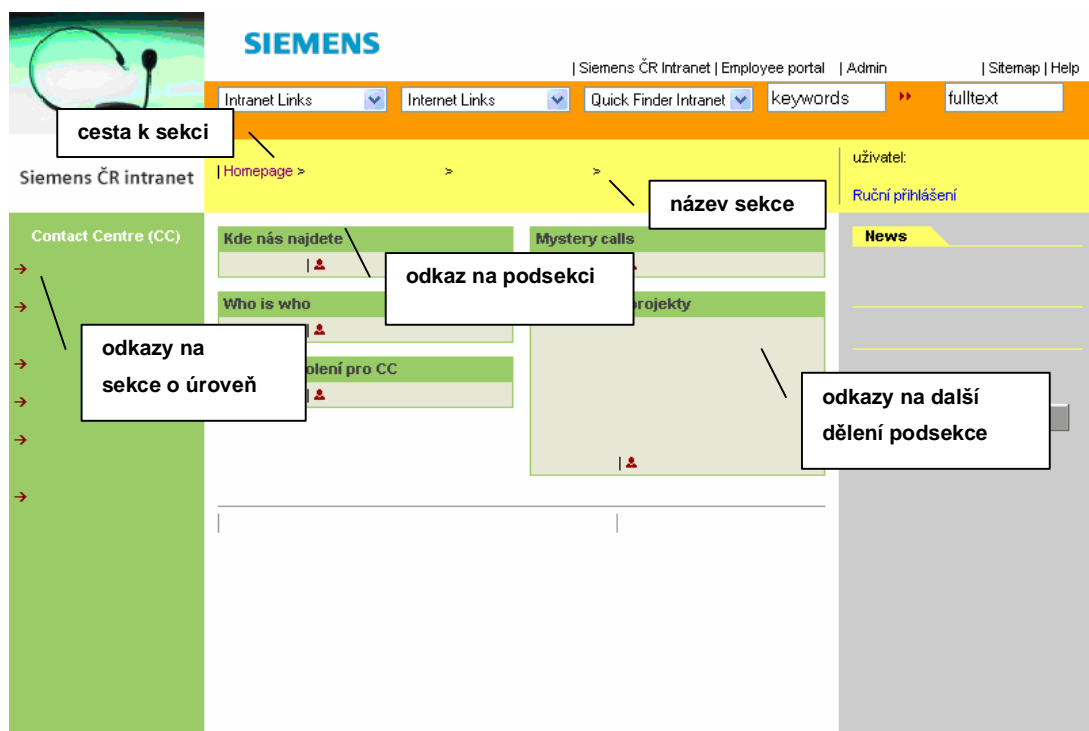 SIEMENS
| Siemens ČR Intranet | Employee portal | Admin | Sitemap | Help
Intranet Links Internet Links Quick Finder Intranet keywords fulltext
cesta k sekci
Siemens ČR intranet
| Homepage > > >
název sekce
uživatel:
Ruční přihlášení
Contact Centre (CC)
Kde nás najdete
Mystery calls
News
odkaz na podsekci
Who is who
projekty
odkazy na
sekce o úroveň
pro CC
odkazy na další
dělení podsekce